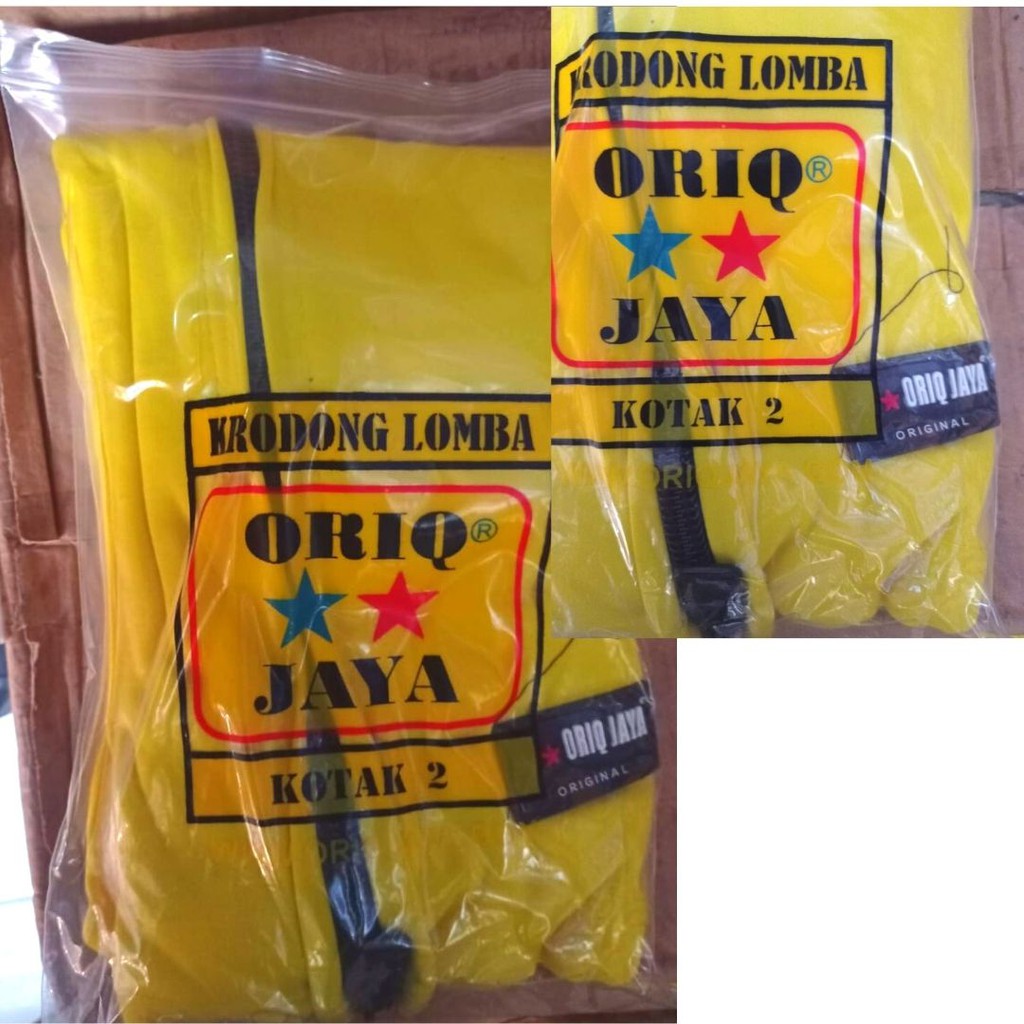 KRODONG LOMBA
ORIQ®
JAYA
KOTAK 2
ORIQ JAYA
ORIGINAL
KRODONG LOMBA
ORIQ®
JAYA
KOTAK 2
ORIQ JAYA
ORIGINAL